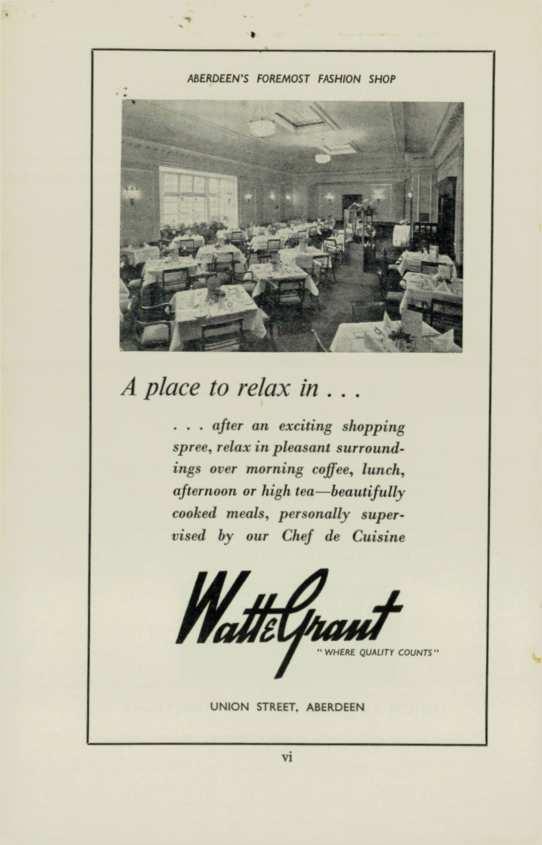 ABERDEEN'S FOREMOST FASHION SHOP
A place to relax in . . .
. . . after an exciting shopping
spree, relax in pleasant surround-
ings over morning coffee, lunch,
afternoon or high tea—beautifully
cooked meals, personally super-
vised by our Chef de Cuisine
Watt & Grant
"WHERE QUALITY COUNTS"
UNION STREET, ABERDEEN
vi